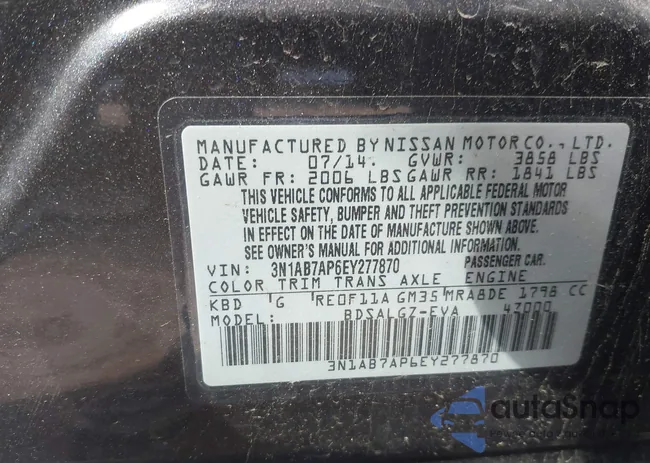 MANUFACTURED BY NISSAN MOTOR CO., LTD.
DATE: 07/14 GVWR: 3858 LBS
GAWR FR: 2006 LBS GAWR RR: 1841 LBS
THIS VEHICLE CONFORMS TO ALL APPLICABLE FEDERAL MOTOR
VEHICLE SAFETY, BUMPER AND THEFT PREVENTION STANDARDS
IN EFFECT ON THE DATE OF MANUFACTURE SHOWN ABOVE.
SEE OWNER'S MANUAL FOR ADDITIONAL INFORMATION.
VIN: 3N1AB7AP6EY277870 PASSENGER CAR
COLOR TRIM TRANS AXLE ENGINE
KBD G RE0F11A GM35 MRA8DE 1798 CC
MODEL: BDSALGZ-EVA 47000
3N1AB7AP6EY277870
autoSnap